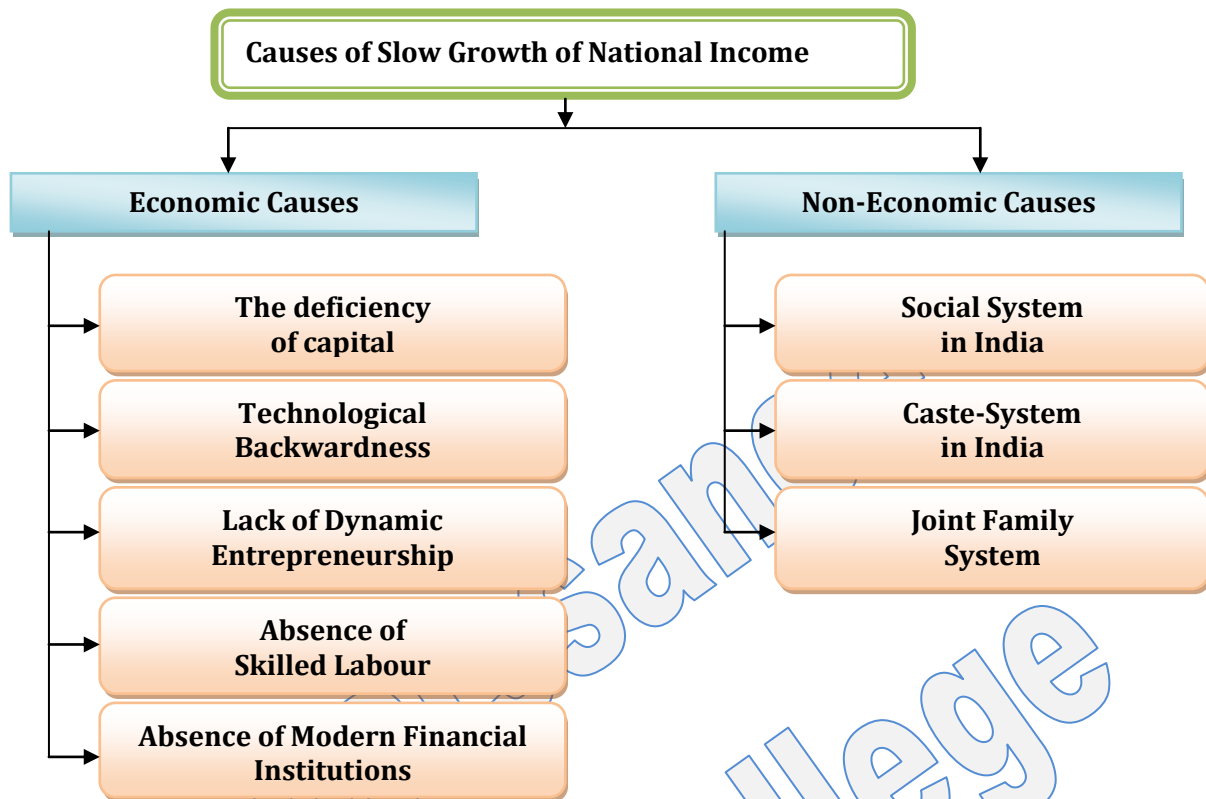 Causes of Slow Growth of National Income
Economic Causes
The deficiency
of capital
Technological
Backwardness
Lack of Dynamic
Entrepreneurship
Absence of
Skilled Labour
Absence of Modern Financial
Institutions
Non-Economic Causes
Social System
in India
Caste-System
in India
Joint Family
System